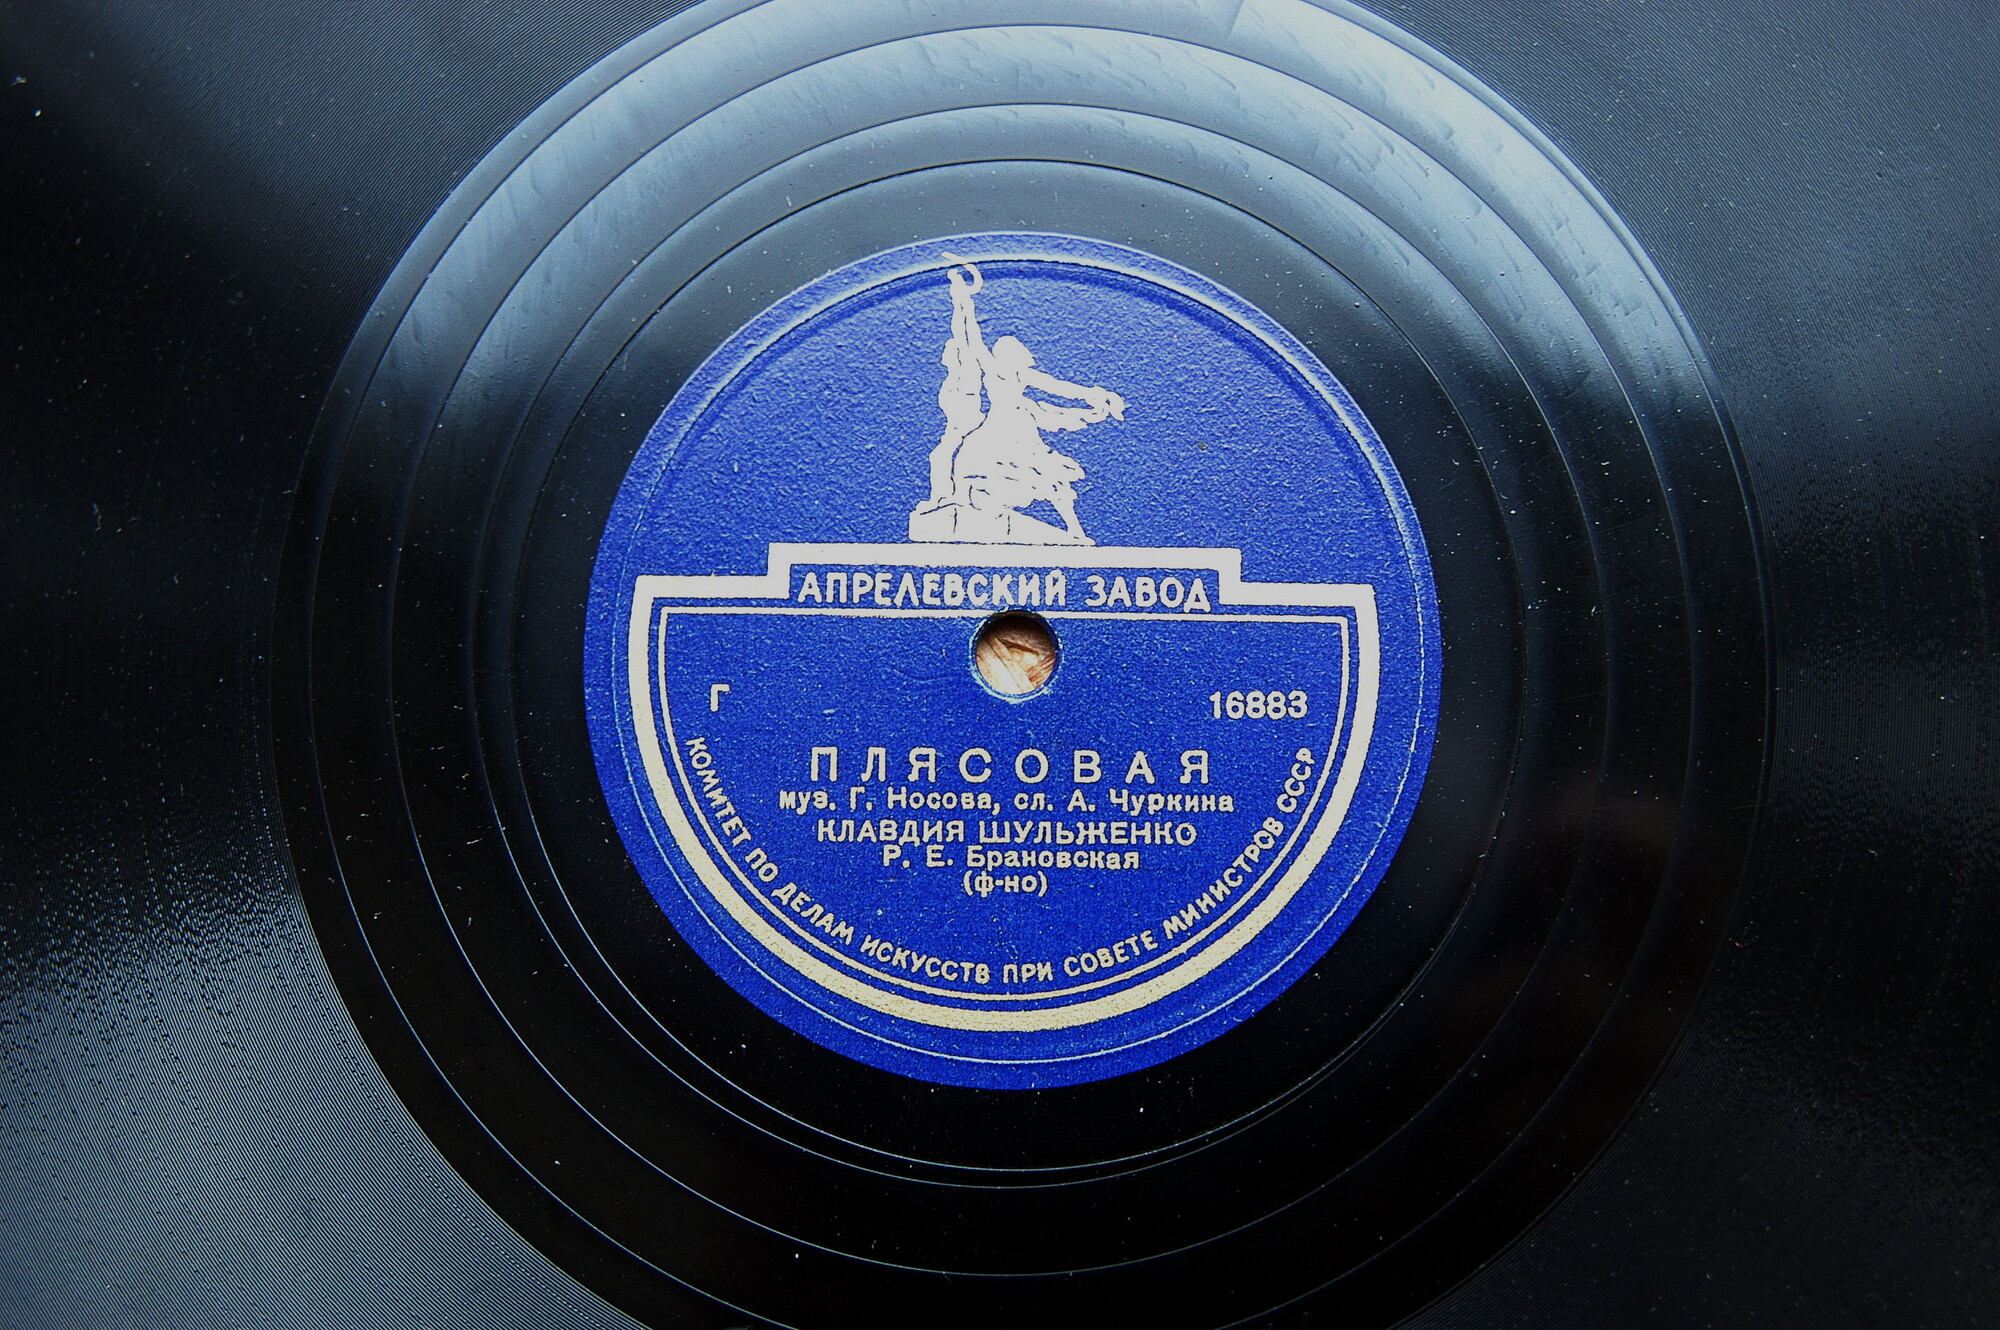 АПРЕЛЕВСКИЙ ЗАВОД
Г 16883
ПЛЯСОВАЯ
муз. Г. Носова, сл. А. Чуркина
КЛАВДИЯ ШУЛЬЖЕНКО
Р. Е. Брановская
(ф-но)
КОМИТЕТ ПО ДЕЛАМ ИСКУССТВ ПРИ СОВЕТЕ МИНИСТРОВ СССР